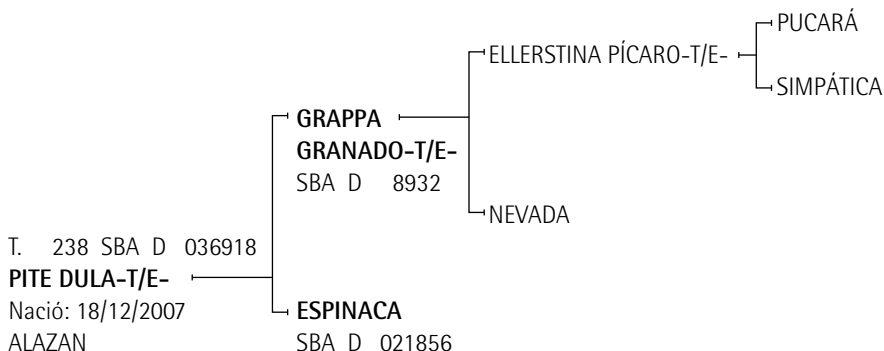 PUCARÁ
ELLERSTINA PÍCARO-T/E-
SIMPÁTICA
GRAPPA
GRANADO-T/E-
SBA D 8932
NEVADA
T. 238 SBA D 036918
PITE DULA-T/E-
Nació: 18/12/2007
ALAZAN
ESPINACA
SBA D 021856